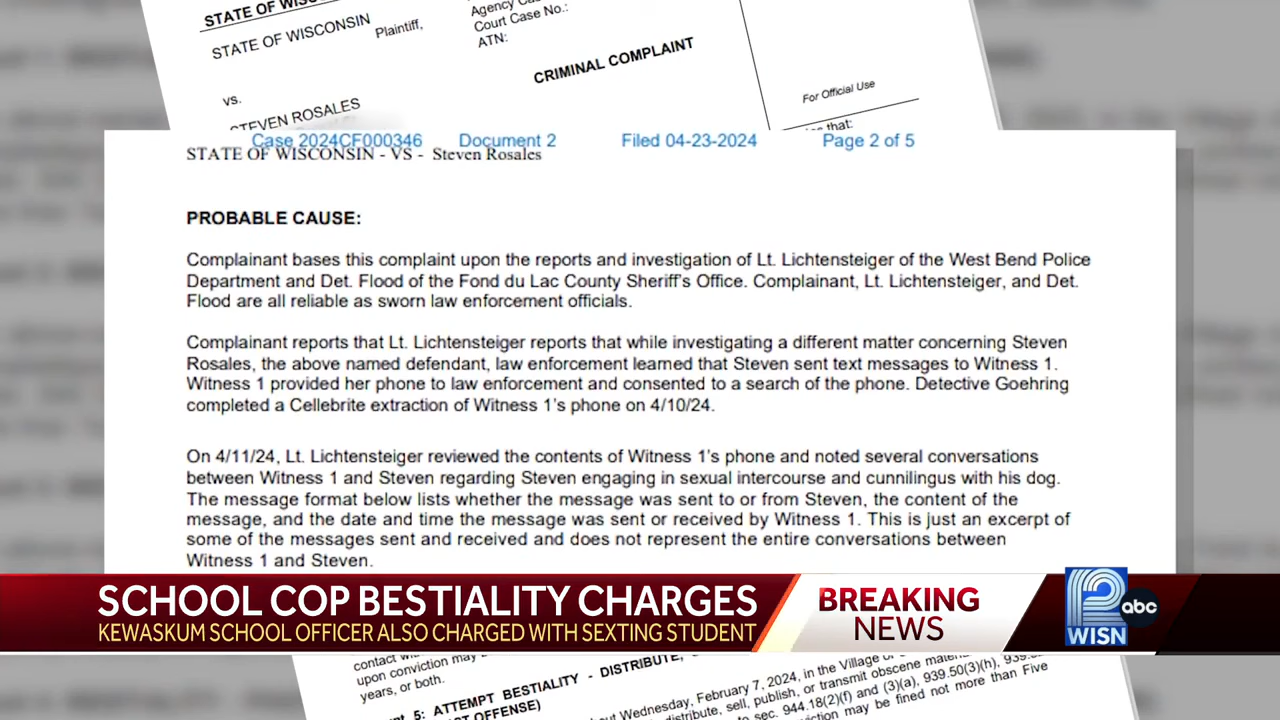 STATE OF WISCONSIN
Plaintiff,
Court Case No.:
ATN:
CRIMINAL COMPLAINT
vs.
STEVEN ROSALES
For Official Use
that:
Case 2024CF000346 Document 2 Filed 04-23-2024 Page 2 of 5
STATE OF WISCONSIN - VS - Steven Rosales
PROBABLE CAUSE:
Complainant bases this complaint upon the reports and investigation of Lt. Lichtensteiger of the West Bend Police
Department and Det. Flood of the Fond du Lac County Sheriff's Office. Complainant, Lt. Lichtensteiger, and Det.
Flood are all reliable as sworn law enforcement officials.
Complainant reports that Lt. Lichtensteiger reports that while investigating a different matter concerning Steven
Rosales, the above named defendant, law enforcement learned that Steven sent text messages to Witness 1.
Witness 1 provided her phone to law enforcement and consented to a search of the phone. Detective Goehring
completed a Cellebrite extraction of Witness 1's phone on 4/10/24.
On 4/11/24, Lt. Lichtensteiger reviewed the contents of Witness 1's phone and noted several conversations
between Witness 1 and Steven regarding Steven engaging in sexual intercourse and cunnilingus with his dog.
The message format below lists whether the message was sent to or from Steven, the content of the
message, and the date and time the message was sent or received by Witness 1. This is just an excerpt of
some of the messages sent and received and does not represent the entire conversations between
Witness 1 and Steven.
SCHOOL COP BESTIALITY CHARGES
KEWASKUM SCHOOL OFFICER ALSO CHARGED WITH SEXTING STUDENT
BREAKING
NEWS
12
WISN
abc
upon conviction may
years, or both.
5: ATTEMPT BESTIALITY - DISTRIBUTE,
OFFENSE)
Wednesday, February 7, 2024, in the Village of
distribute, sell, publish, or transmit obscene
to sec. 944.18(2)(f) and (3)(a), 939.50(3)(h),
may be fined not more than Five